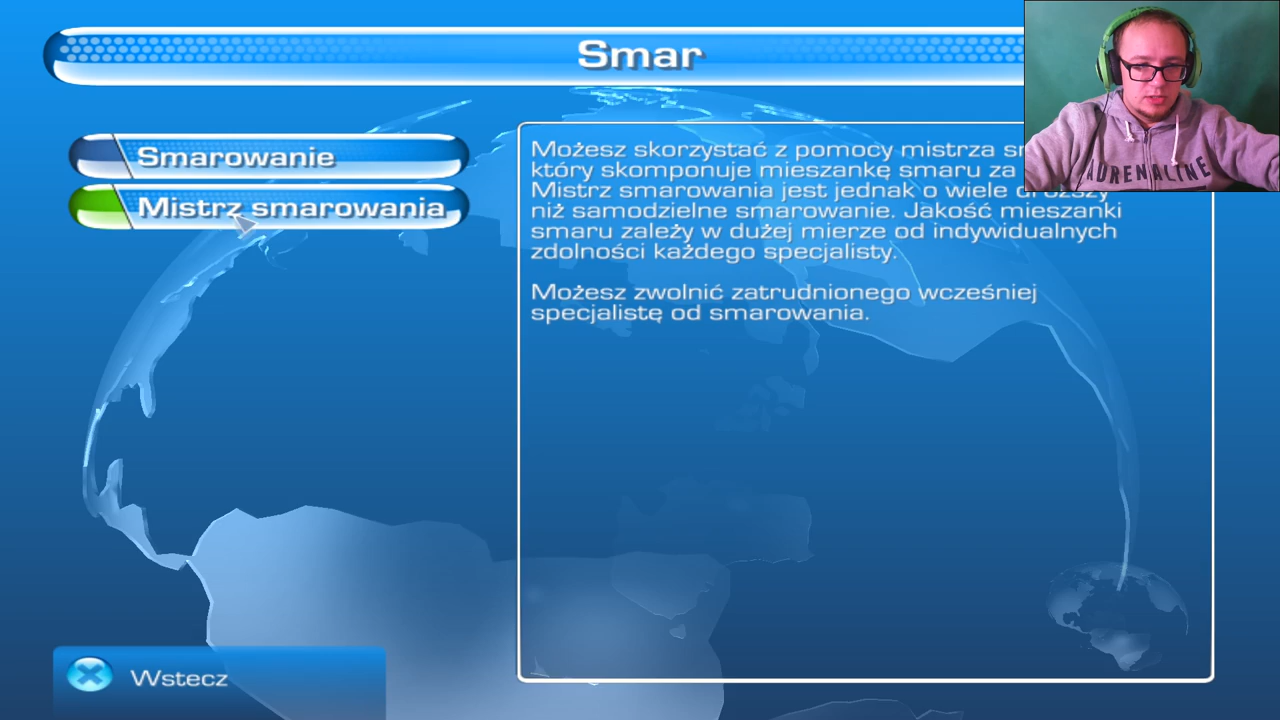 Smar
Smarowanie
Mistrz smarowania
Możesz skorzystać z pomocy mistrza
który skomponuje mieszankę smaru za
Mistrz smarowania jest jednak o wiele droższy
niż samodzielne smarowanie. Jakość mieszanki
smaru zależy w dużej mierze od indywidualnych
zdolności każdego specjalisty.
Możesz zwolnić zatrudnionego wcześniej
specjalistę od smarowania.
Wstecz
ADRENALINE